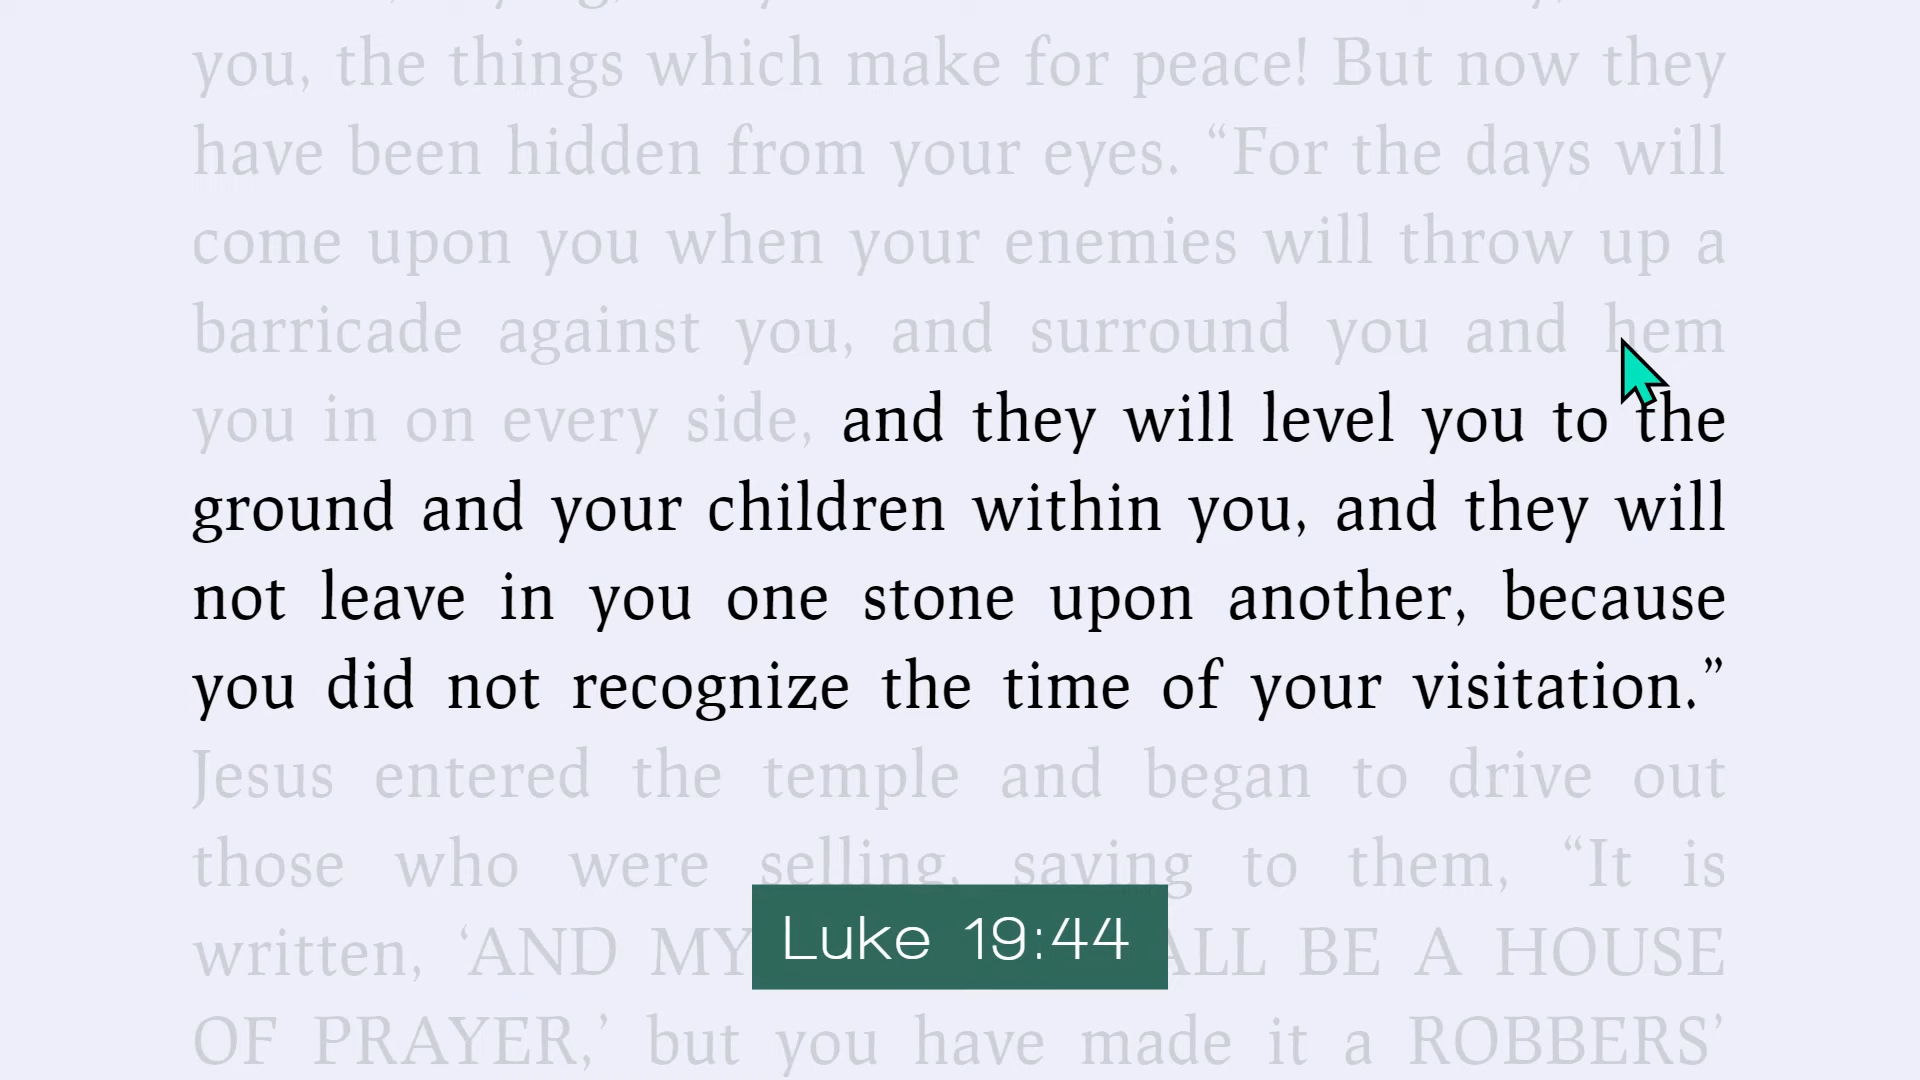 you, the things which make for peace! But now they
have been hidden from your eyes. “For the days will
come upon you when your enemies will throw up a
barricade against you, and surround you and hem
you in on every side, and they will level you to the
ground and your children within you, and they will
not leave in you one stone upon another, because
you did not recognize the time of your visitation.”
Jesus entered the temple and began to drive out
those who were selling, saying to them, “It is
written, ‘AND MY ALL BE A HOUSE
Luke 19:44
OF PRAYER,’ but you have made it a ROBBERS’